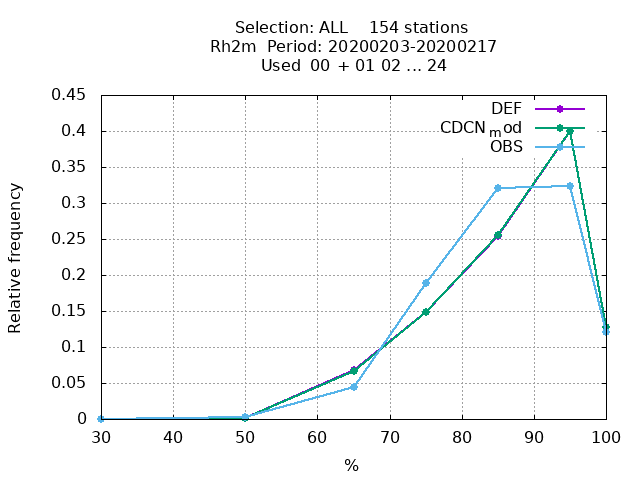 Selection: ALL    154 stations
Rh2m  Period: 20200203-20200217
Used  00 + 01 02 ... 24
0.45
0.4
0.35
0.3
0.25
0.2
0.15
0.1
0.05
0
Relative frequency
DEF
CDCNmod
OBS
30 40 50 60 70 80 90 100
%